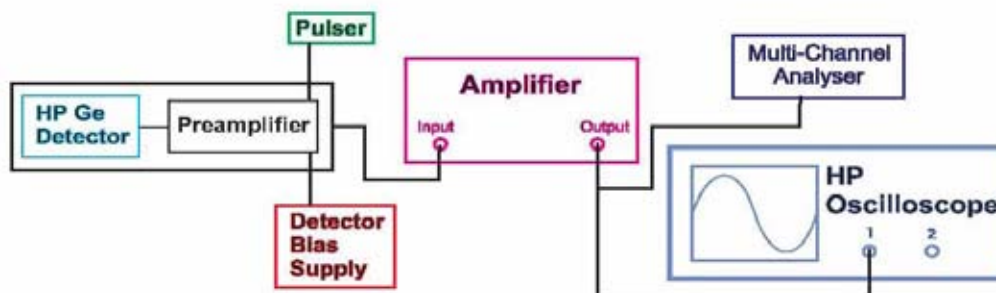 Pulser
HP Ge
Detector
Preamplifier
Amplifier
Input
Output
Multi-Channel
Analyser
Detector
Bias
Supply
HP
Oscilloscope
1
2